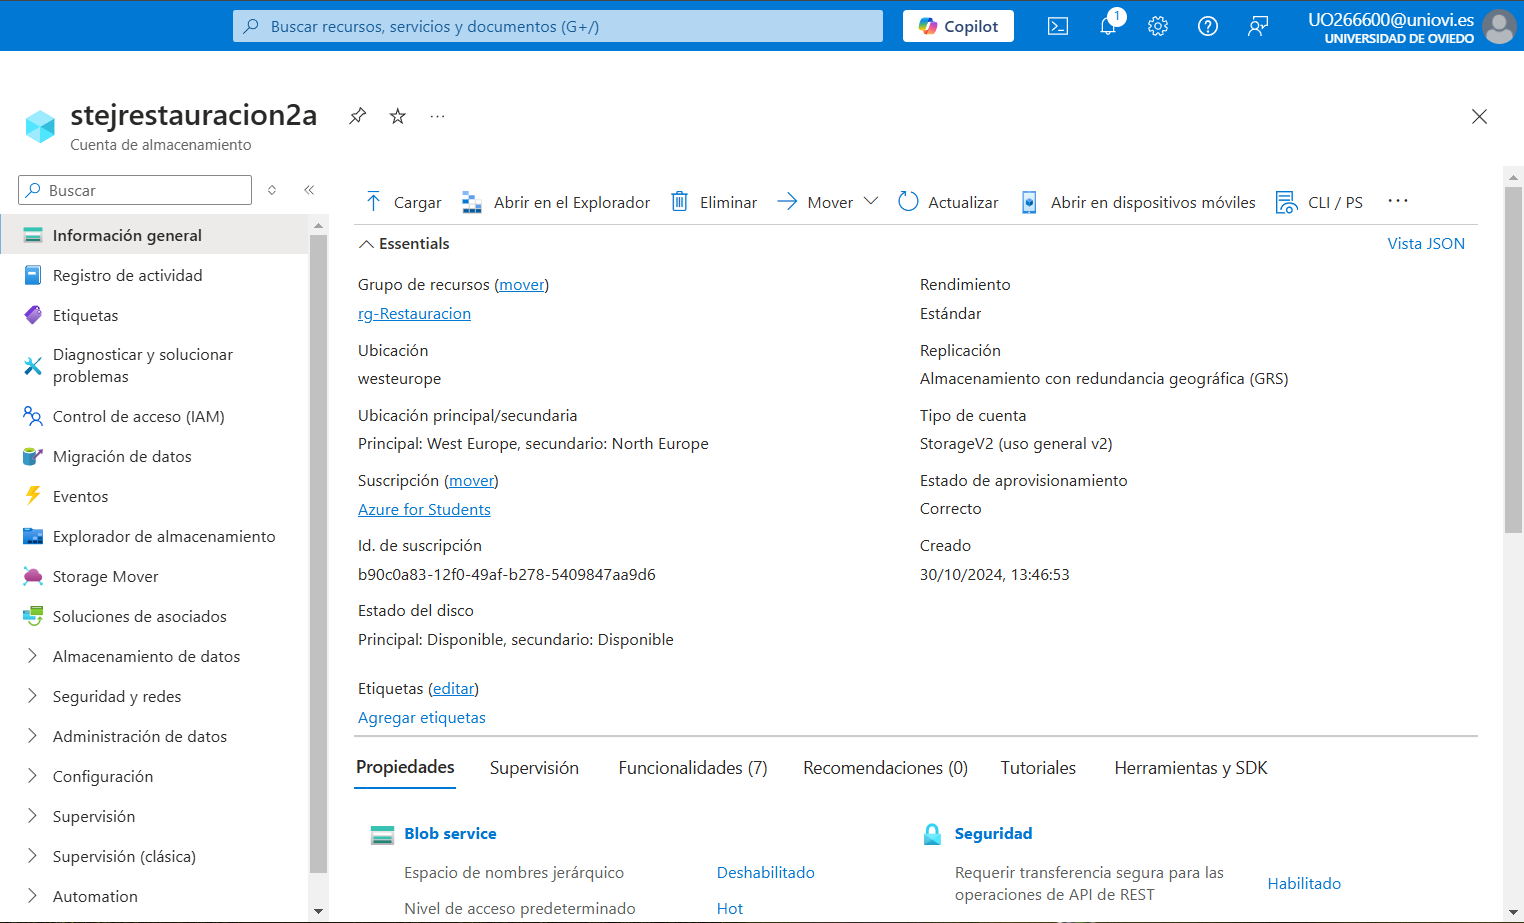 Buscar recursos, servicios y documentos (G+/)
Copilot
1
UO266600@uniovi.es
UNIVERSIDAD DE OVIEDO
stejrestauracion2a
Cuenta de almacenamiento
Buscar
Información general
Registro de actividad
Etiquetas
Diagnosticar y solucionar
problemas
Control de acceso (IAM)
Migración de datos
Eventos
Explorador de almacenamiento
Storage Mover
Soluciones de asociados
Almacenamiento de datos
Seguridad y redes
Administración de datos
Configuración
Supervisión
Supervisión (clásica)
Automation
Cargar
Abrir en el Explorador
Eliminar
Mover
Actualizar
Abrir en dispositivos móviles
CLI / PS
Essentials
Vista JSON
Grupo de recursos (mover)
rg-Restauracion
Ubicación
westeurope
Ubicación principal/secundaria
Principal: West Europe, secundario: North Europe
Suscripción (mover)
Azure for Students
Id. de suscripción
b90c0a83-12f0-49af-b278-5409847aa9d6
Estado del disco
Principal: Disponible, secundario: Disponible
Rendimiento
Estándar
Replicación
Almacenamiento con redundancia geográfica (GRS)
Tipo de cuenta
StorageV2 (uso general v2)
Estado de aprovisionamiento
Correcto
Creado
30/10/2024, 13:46:53
Etiquetas (editar)
Agregar etiquetas
Propiedades
Supervisión
Funcionalidades (7)
Recomendaciones (0)
Tutoriales
Herramientas y SDK
Blob service
Espacio de nombres jerárquico
Deshabilitado
Nivel de acceso predeterminado
Hot
Seguridad
Requerir transferencia segura para las
operaciones de API de REST
Habilitado